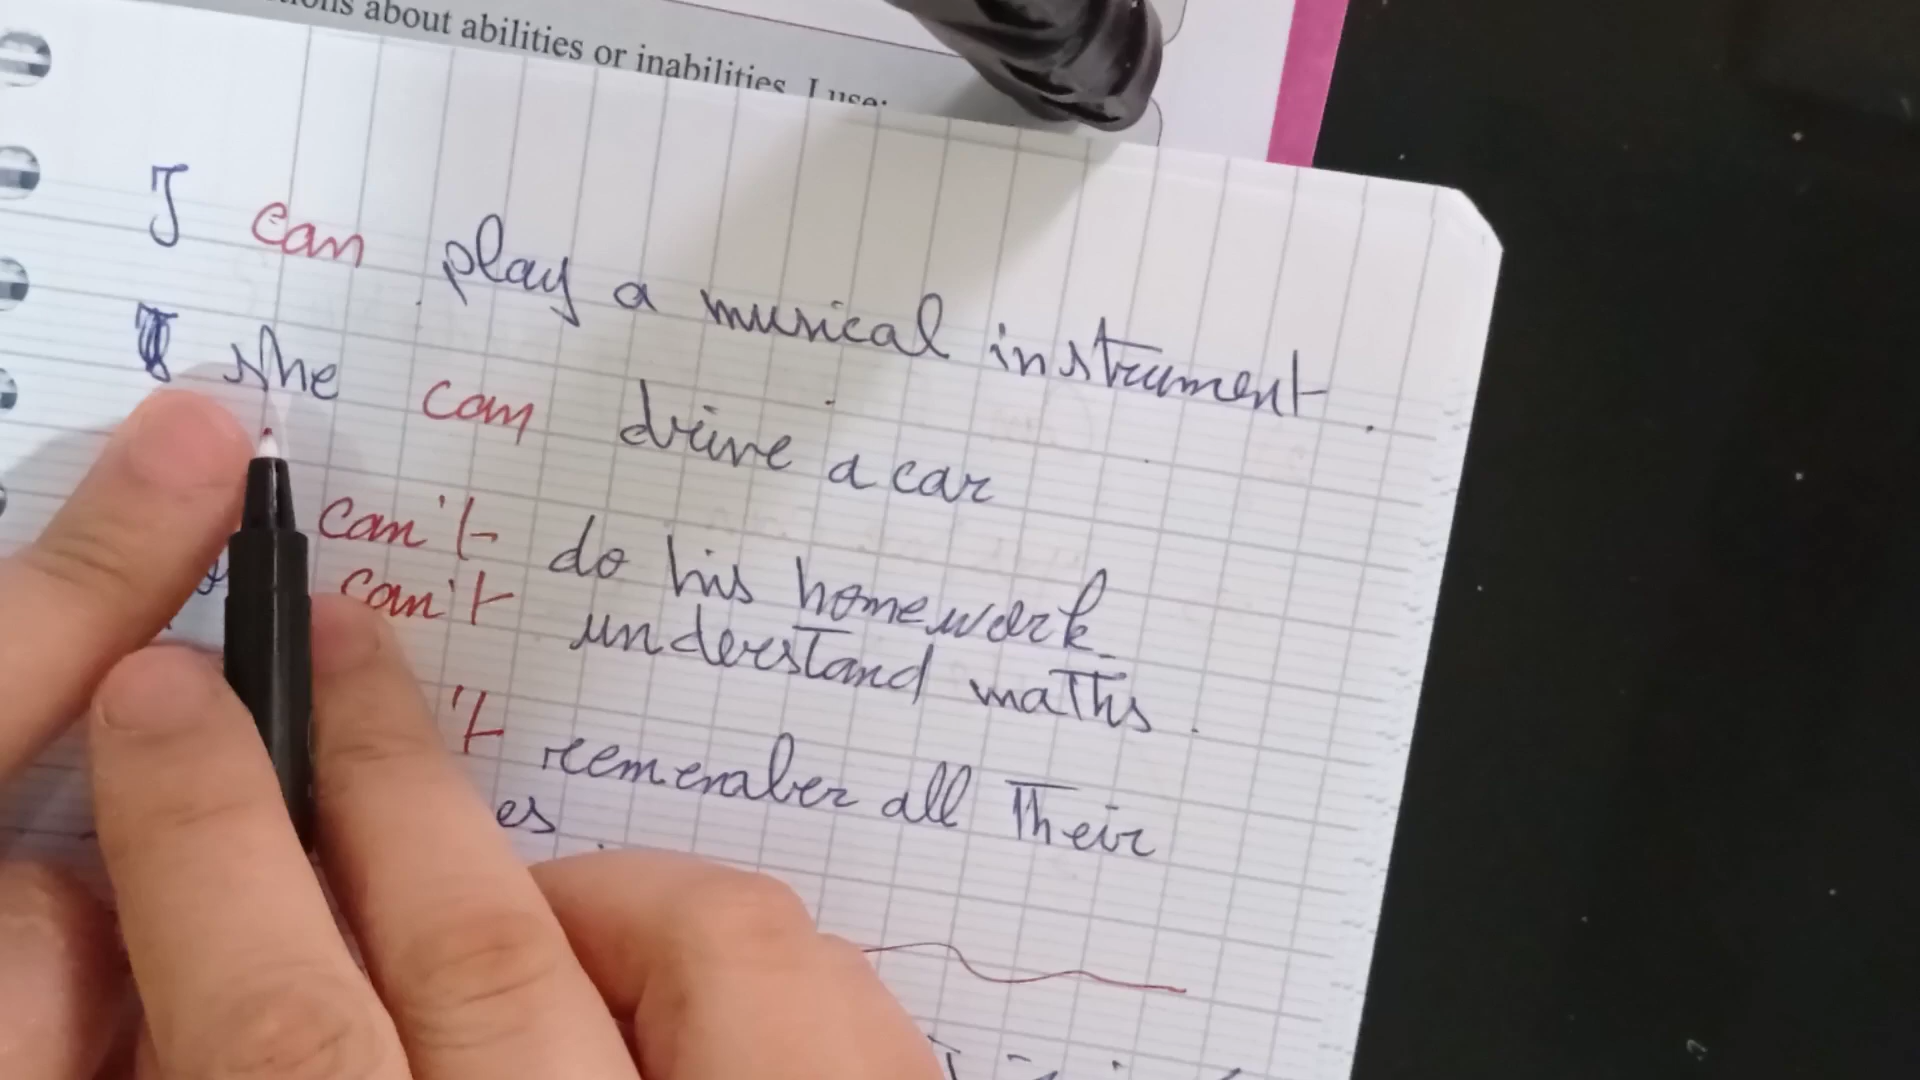 about abilities or inabilities. I use:
I can play a musical instrument.
she can drive a car
can't do his homework
can't understand maths.
't remember all their
es